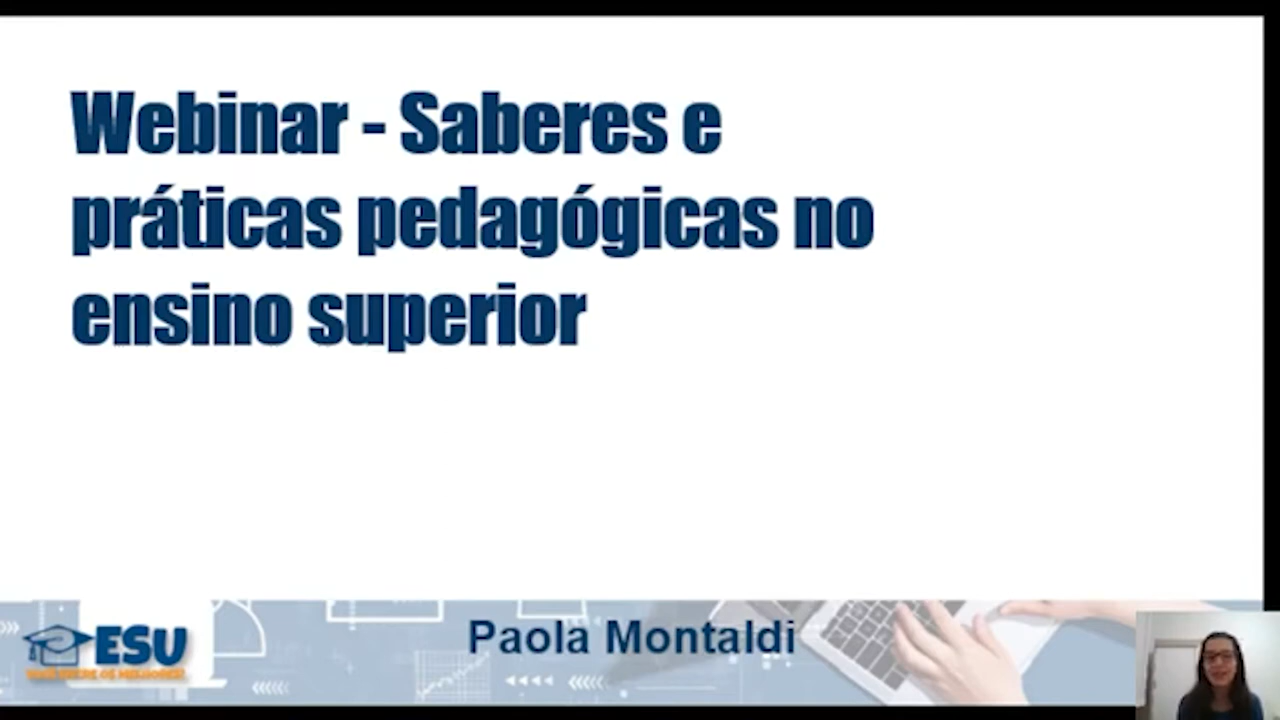 Webinar - Saberes e
práticas pedagógicas no
ensino superior
Paola Montaldi
ESU